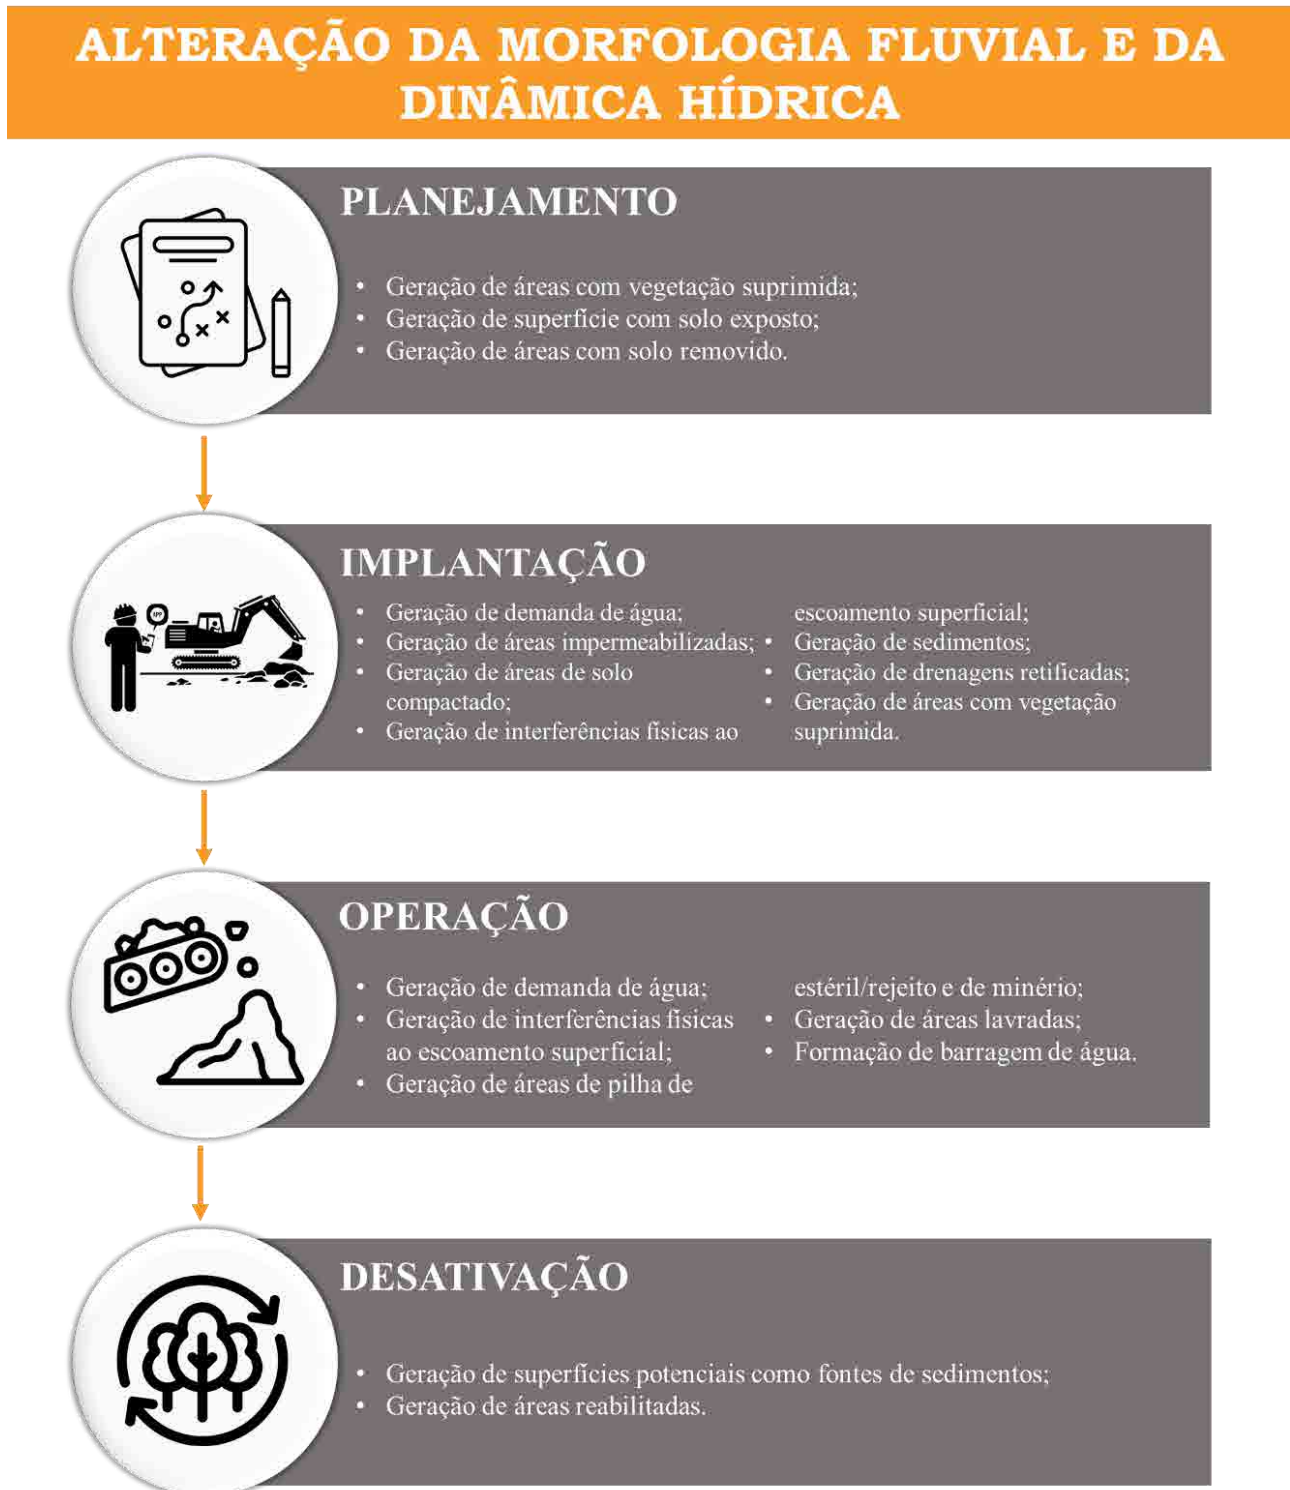 ALTERAÇÃO DA MORFOLOGIA FLUVIAL E DA
DINÂMICA HÍDRICA
PLANEJAMENTO
• Geração de áreas com vegetação suprimida;
• Geração de superfície com solo exposto;
• Geração de áreas com solo removido.
IMPLANTAÇÃO
• Geração de demanda de água;
• Geração de áreas impermeabilizadas;
• Geração de áreas de solo
compactado;
• Geração de interferências físicas ao
escoamento superficial;
• Geração de sedimentos;
• Geração de drenagens retificadas;
• Geração de áreas com vegetação
suprimida.
OPERAÇÃO
• Geração de demanda de água;
• Geração de interferências físicas
ao escoamento superficial;
• Geração de áreas de pilha de
estéril/rejeito e de minério;
• Geração de áreas lavradas;
• Formação de barragem de água.
DESATIVAÇÃO
• Geração de superfícies potenciais como fontes de sedimentos;
• Geração de áreas reabilitadas.